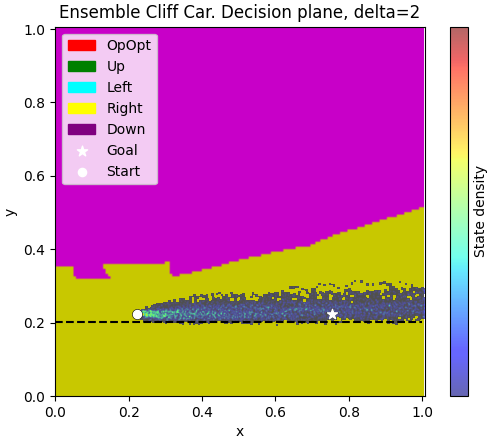 Ensemble Cliff Car. Decision plane, delta=2
1.0
0.8
0.6
0.4
0.2
0.0
y
OpOpt
Up
Left
Right
Down
Goal
Start
0.0 0.2 0.4 0.6 0.8 1.0
x
State density